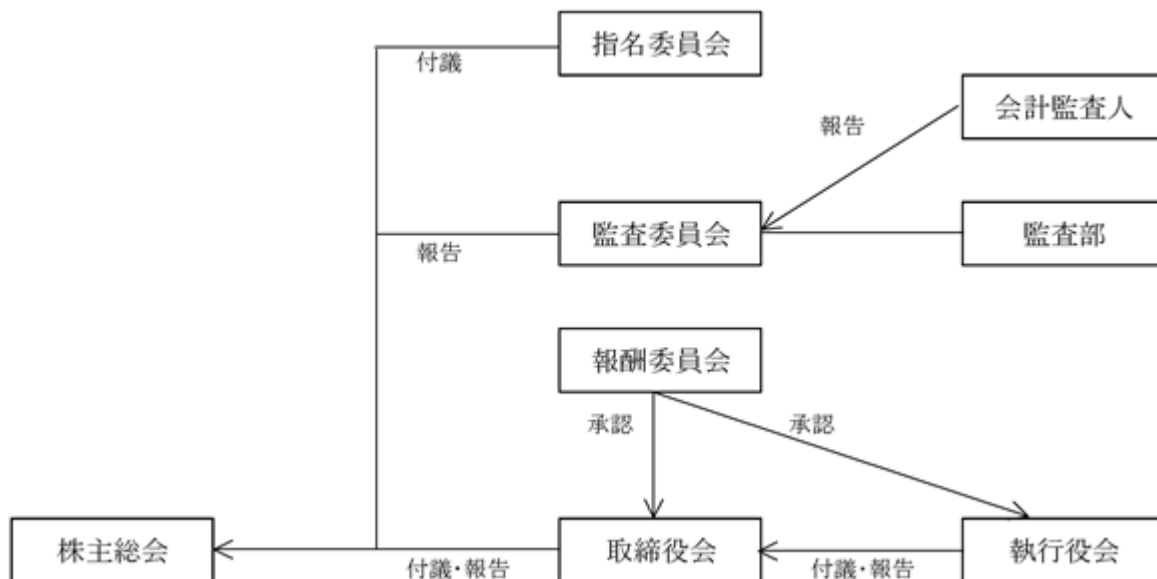 指名委員会
付議
会計監査人
報告
監査委員会
監査部
報告
報酬委員会
承認
承認
株主総会
取締役会
執行役会
付議・報告
付議・報告